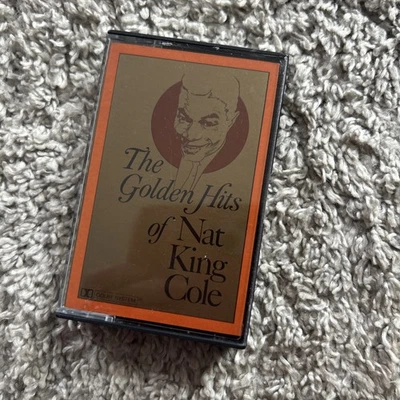 The
Golden Hits
of Nat
King
Cole